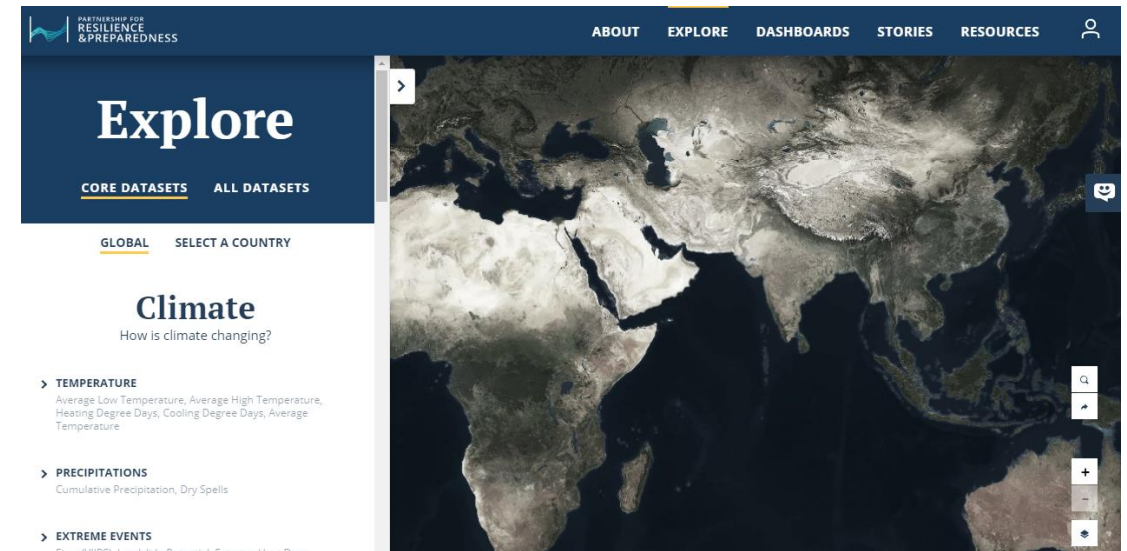 PARTNERSHIP FOR
RESILIENCE
& PREPAREDNESS
ABOUT EXPLORE DASHBOARDS STORIES RESOURCES
Explore
CORE DATASETS ALL DATASETS
GLOBAL SELECT A COUNTRY
Climate
How is climate changing?
TEMPERATURE
Average Low Temperature, Average High Temperature,
Heating Degree Days, Cooling Degree Days, Average
Temperature
PRECIPITATIONS
Cumulative Precipitation, Dry Spells
EXTREME EVENTS